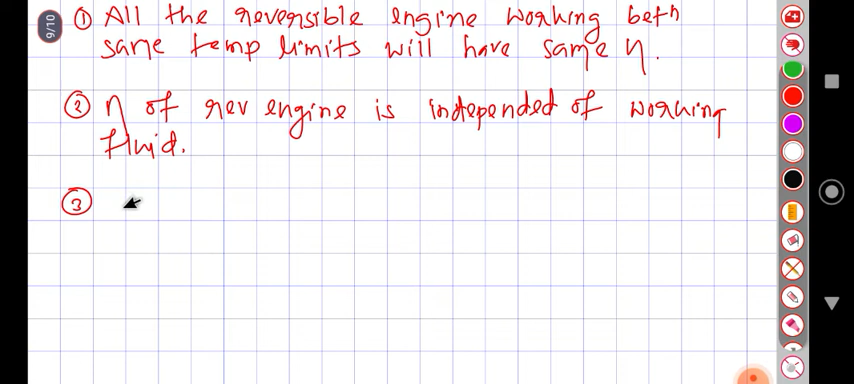 9/10
① All the reversible engine working betn
same temp limits will have same η.
② η of rev engine is independed of working
fluid.
③